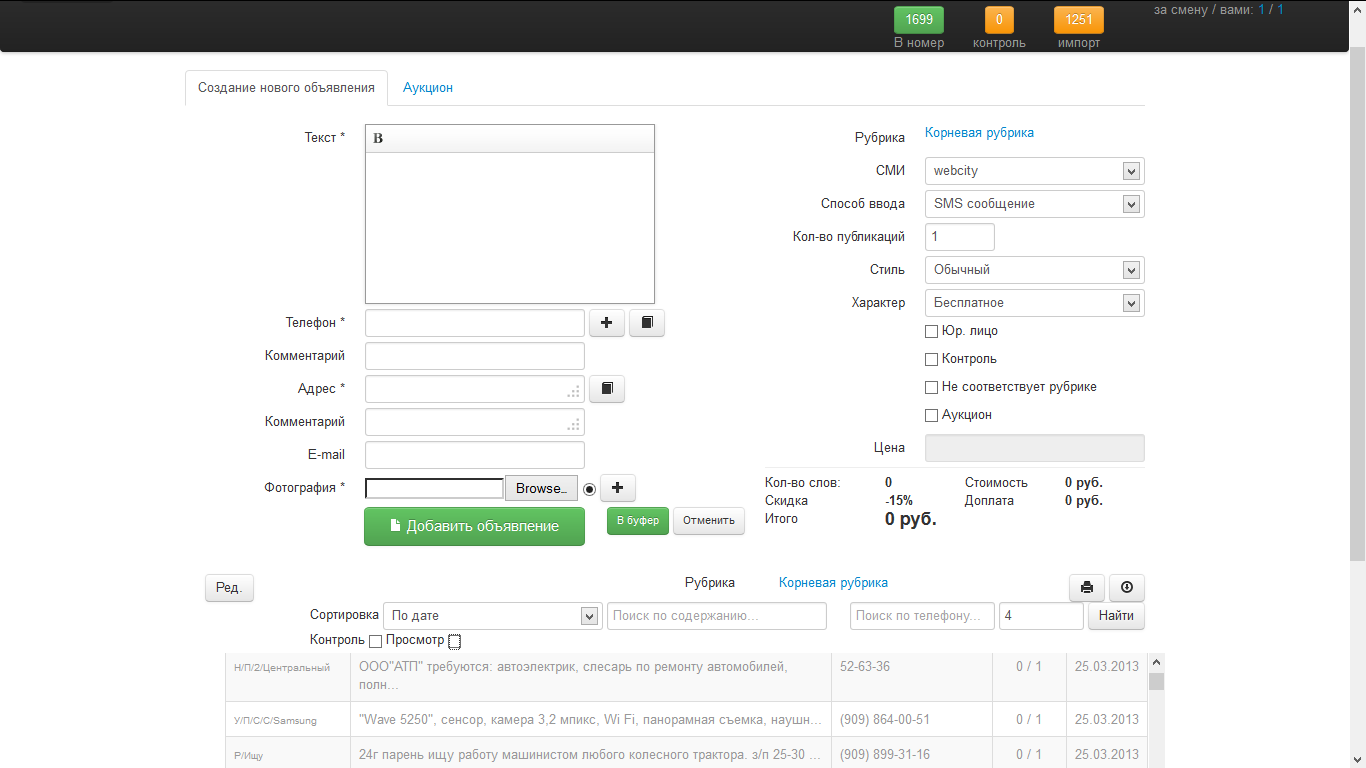 1699 0 1251 за смену / вами: 1 / 1
В номер контроль импорт
Создание нового объявления Аукцион
Текст * B
Рубрика Корневая рубрика
СМИ webcity
Способ ввода SMS сообщение
Кол-во публикаций 1
Стиль Обычный
Характер Бесплатное
Юр. лицо
Контроль
Не соответствует рубрике
Аукцион
Цена
Телефон *
Комментарий
Адрес *
Комментарий
E-mail
Фотография * Browse...
Добавить объявление В буфер Отменить
Кол-во слов: 0 Стоимость 0 руб.
Скидка -15% Доплата 0 руб.
Итого 0 руб.
Ред. Рубрика Корневая рубрика
Сортировка По дате Поиск по содержанию... Поиск по телефону... 4 Найти
Контроль Просмотр
Н/П/2/Центральный ООО"АТП" требуются: автоэлектрик, слесарь по ремонту автомобилей, 52-63-36 0 / 1 25.03.2013
полн...
У/П/С/С/Samsung "Wave 5250", сенсор, камера 3,2 мпикс, Wi Fi, панорамная съемка, наушн... (909) 864-00-51 0 / 1 25.03.2013
Р/Ищу 24г парень ищу работу машинистом любого колесного трактора. з/п 25-30 ... (909) 899-31-16 0 / 1 25.03.2013